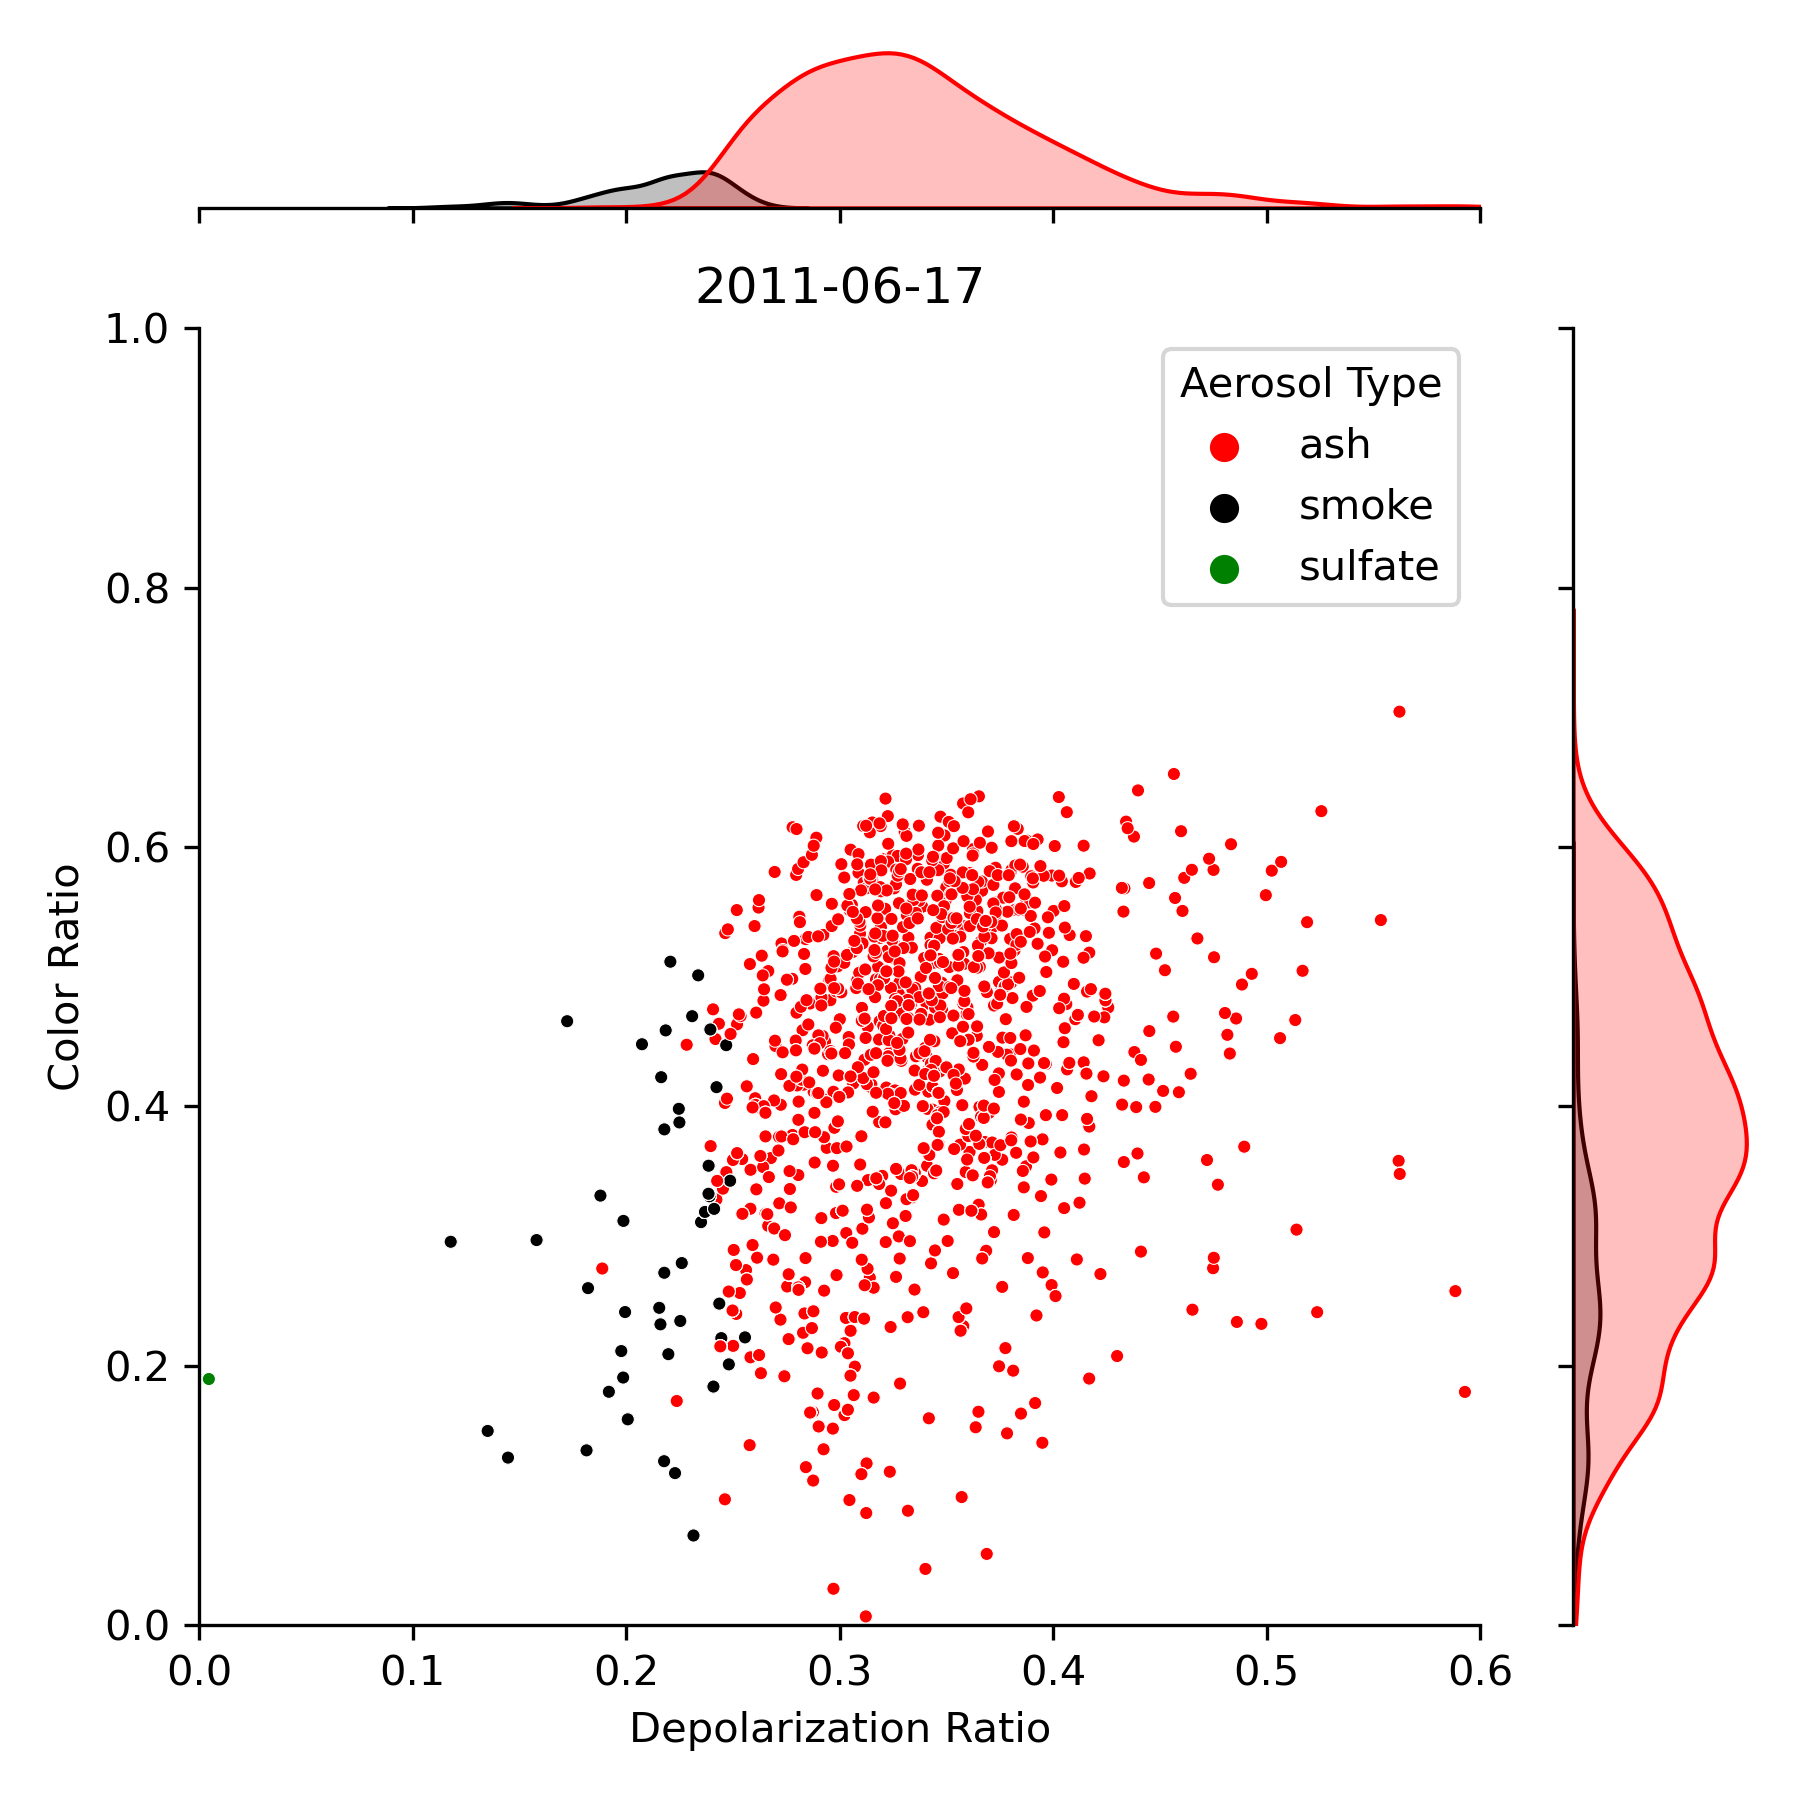 2011-06-17
Aerosol Type
ash
smoke
sulfate
1.0
0.8
0.6
0.4
0.2
0.0
Color Ratio
0.0 0.1 0.2 0.3 0.4 0.5 0.6
Depolarization Ratio